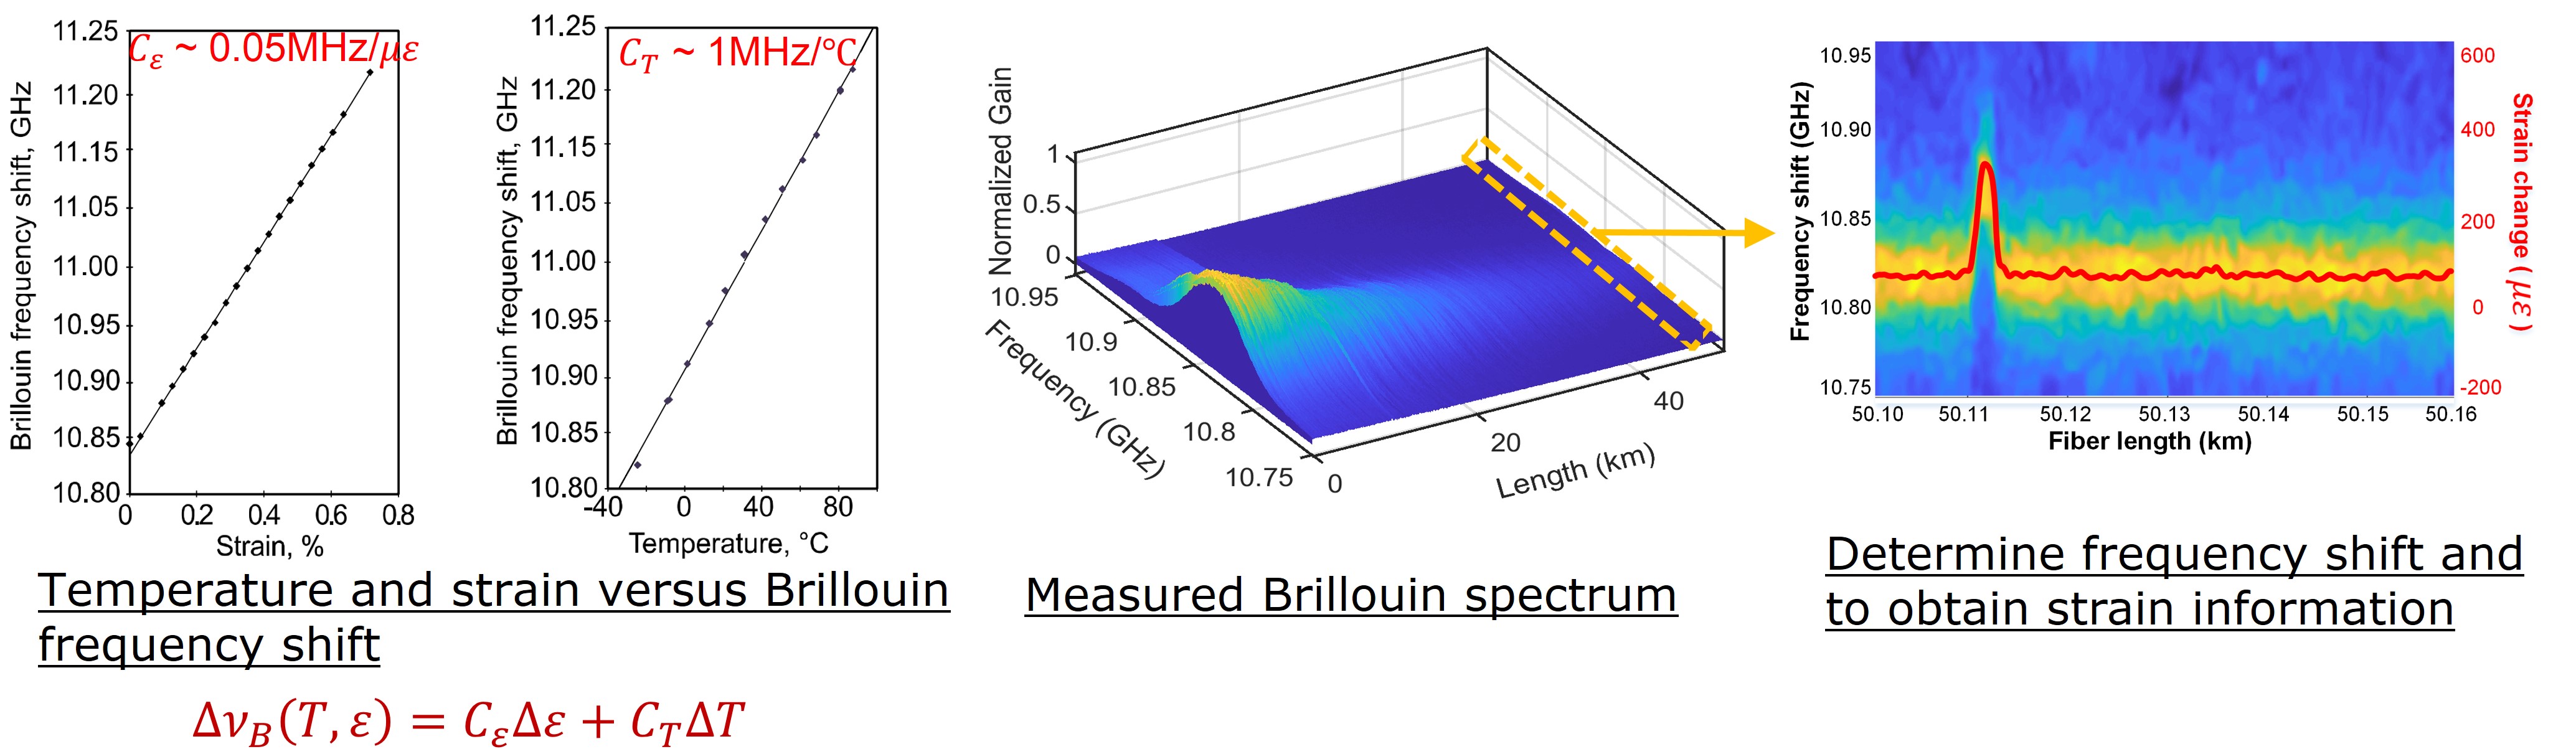 Brillouin frequency shift, GHz
11.25
11.20
11.15
11.05
11.00
10.95
10.90
10.85
10.80
C_ε ~ 0.05MHz/με
0 0.2 0.4 0.6 0.8
Strain, %
Brillouin frequency shift, GHz
11.25
11.20
11.15
11.05
11.00
10.95
10.90
10.85
10.80
C_T ~ 1MHz/°C
-40 0 40 80
Temperature, °C
Temperature and strain versus Brillouin
frequency shift
Δν_B(T, ε) = C_εΔε + C_TΔT
Normalized Gain
1
0.5
0
10.95
10.9
10.85
10.8
10.75
Frequency (GHz)
0
20
40
Length (km)
Measured Brillouin spectrum
Frequency shift (GHz)
10.95
10.90
10.85
10.80
10.75
50.10 50.11 50.12 50.13 50.14 50.15 50.16
Fiber length (km)
600
400
200
0
-200
Strain change (με)
Determine frequency shift and
to obtain strain information